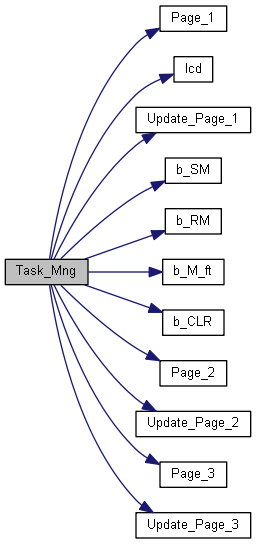 Page_1
lcd
Update_Page_1
b_SM
b_RM
Task_Mng
b_M_ft
b_CLR
Page_2
Update_Page_2
Page_3
Update_Page_3